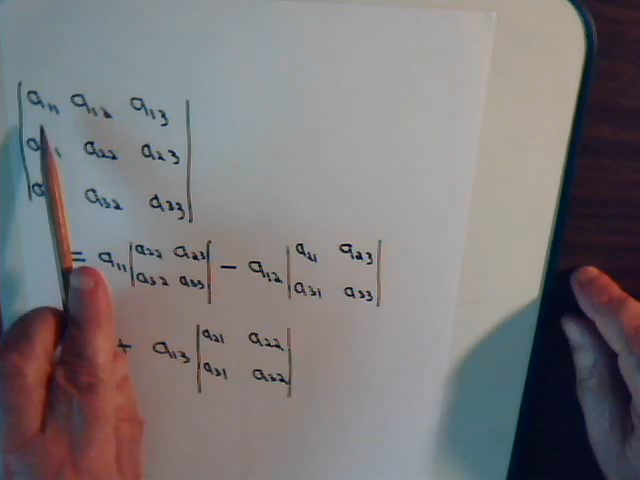 | a₁₁ a₁₂ a₁₃ |
a₂₂ a₂₃
a a₃₂ a₃₃
= a₁₁ | a₂₂ a₂₃ | − a₁₂ | a₂₁ a₂₃ |
a₃₂ a₃₃ a₃₁ a₃₃
+ a₁₃ | a₂₁ a₂₂ |
a₃₁ a₃₂